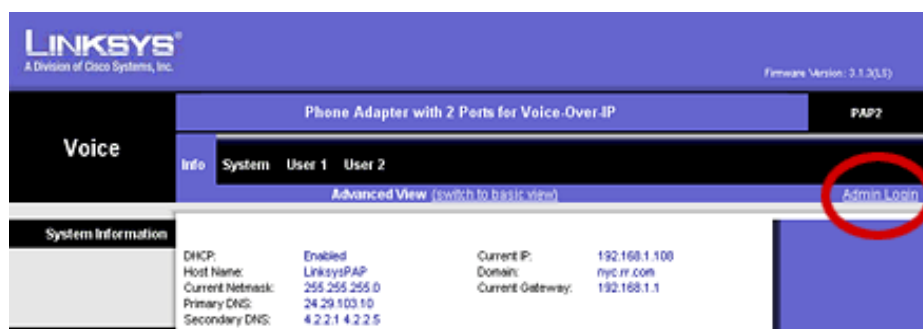 LINKSYS®
A Division of Cisco Systems, Inc.
Firmware Version: 3.1.3(LS)
Phone Adapter with 2 Ports for Voice-Over-IP
PAP2
Voice
Info System User 1 User 2
Advanced View (switch to basic view)
Admin Login
System Information
DHCP: Enabled Current IP: 192.168.1.108
Host Name: LinksysPAP Domain: nyc.rr.com
Current Netmask: 255.255.255.0 Current Gateway: 192.168.1.1
Primary DNS: 24.29.103.10
Secondary DNS: 4.2.2.1 4.2.2.5